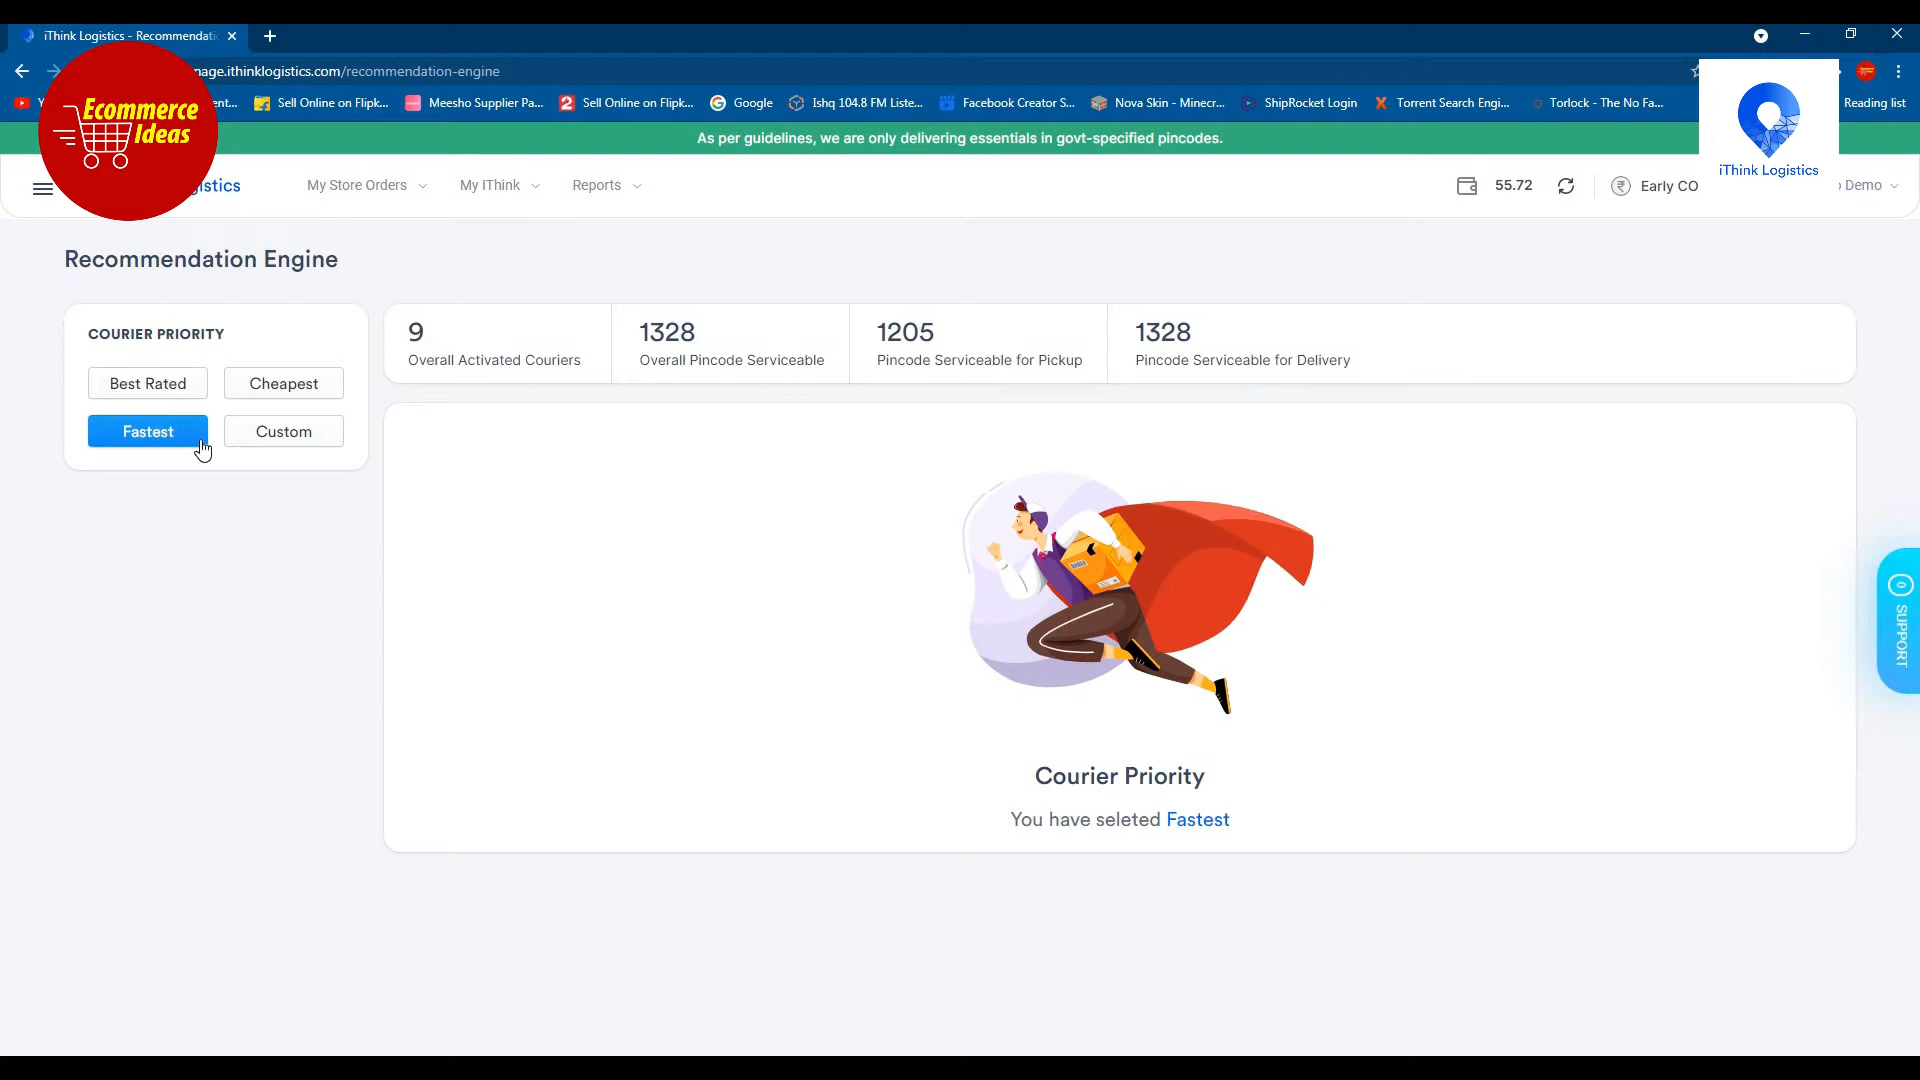 iThink Logistics - Recommendati
nage.ithinklogistics.com/recommendation-engine
Sell Online on Flipk...
Meesho Supplier Pa...
Sell Online on Flipk...
Google
Ishq 104.8 FM Liste...
Facebook Creator S...
Nova Skin - Minecr...
ShipRocket Login
Torrent Search Engi...
Torlock - The No Fa...
Reading list
Ecommerce
Ideas
iThink Logistics
As per guidelines, we are only delivering essentials in govt-specified pincodes.
gistics
My Store Orders
My IThink
Reports
55.72
Early CO
Demo
Recommendation Engine
COURIER PRIORITY
Best Rated
Cheapest
Fastest
Custom
9
Overall Activated Couriers
1328
Overall Pincode Serviceable
1205
Pincode Serviceable for Pickup
1328
Pincode Serviceable for Delivery
SUPPORT
Courier Priority
You have seleted Fastest